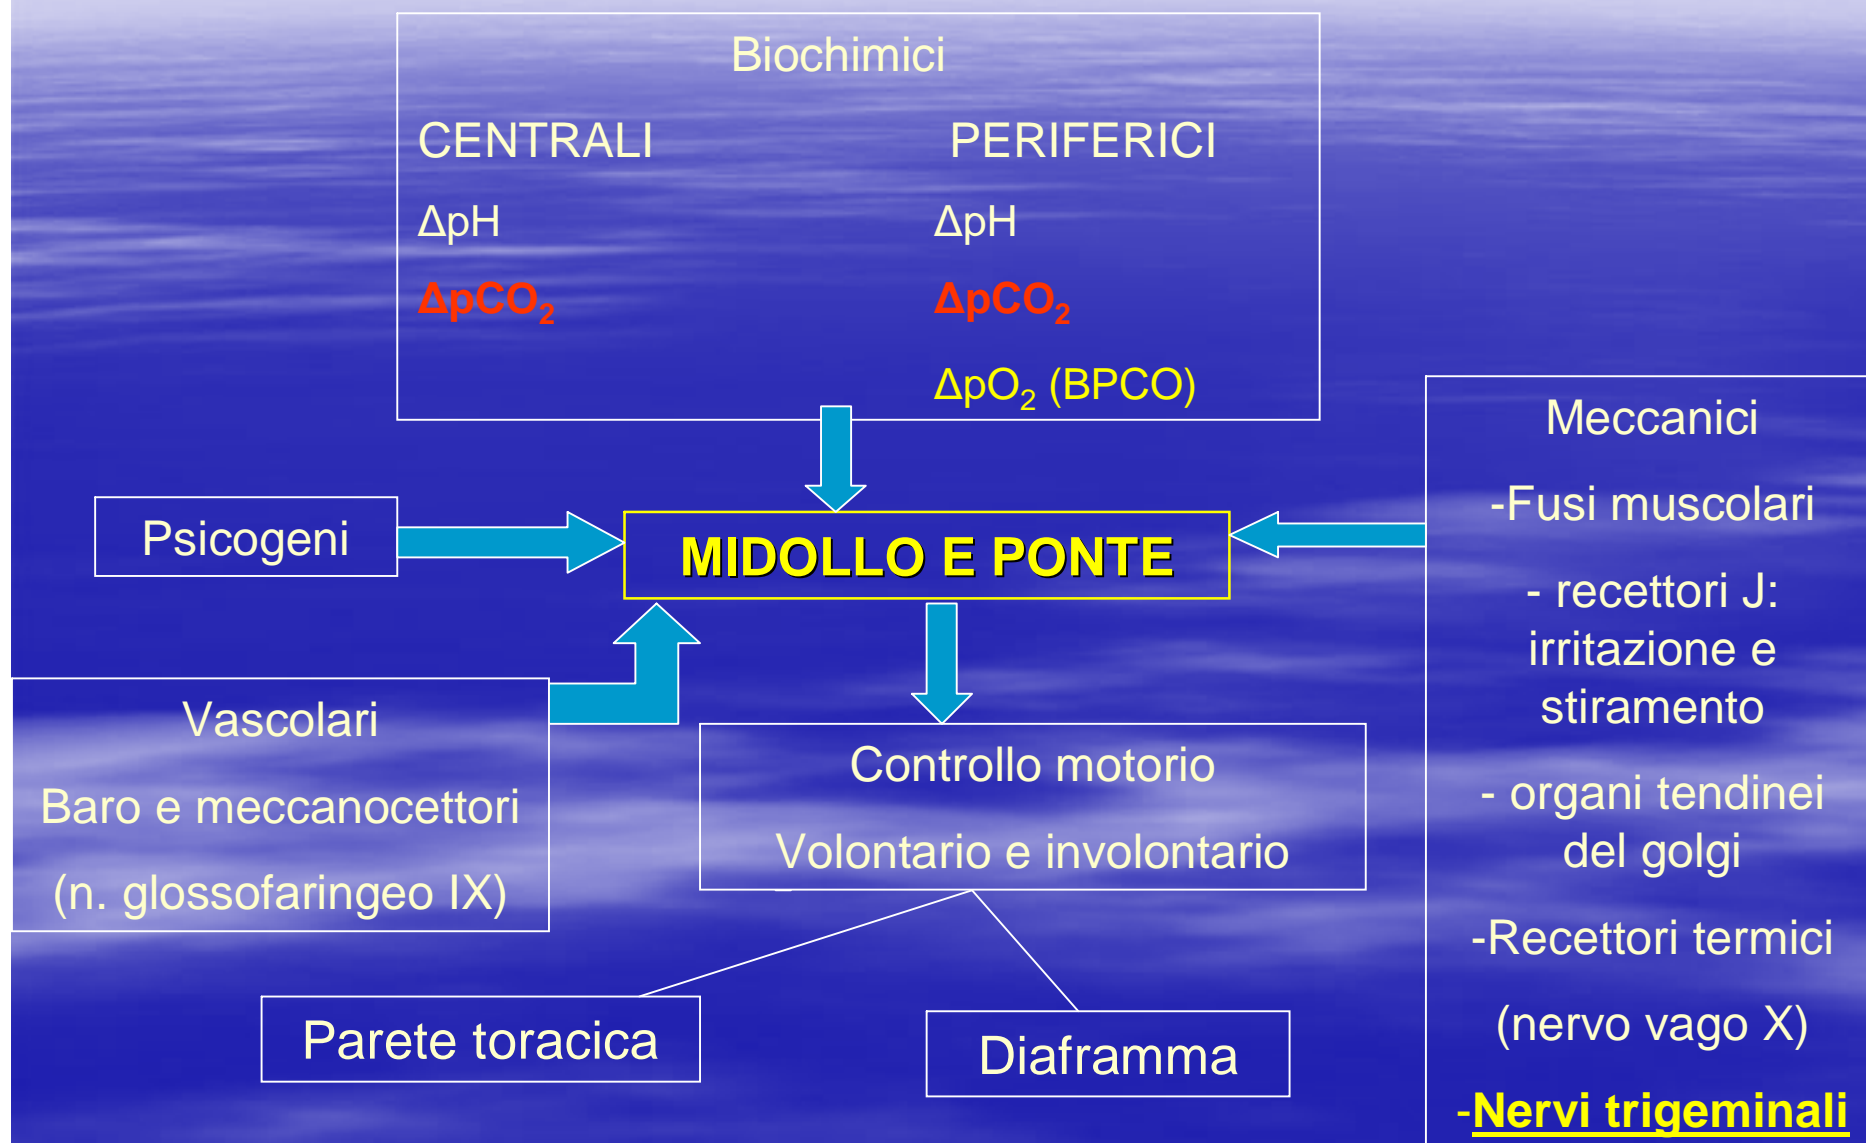 Biochimici
CENTRALI PERIFERICI
ΔpH ΔpH
ΔpCO₂ ΔpCO₂
ΔpO₂ (BPCO)
Psicogeni
MIDOLLO E PONTE
Meccanici
-Fusi muscolari
- recettori J:
irritazione e
stiramento
- organi tendinei
del golgi
-Recettori termici
(nervo vago X)
-Nervi trigeminali
Vascolari
Baro e meccanocettori
(n. glossofaringeo IX)
Controllo motorio
Volontario e involontario
Parete toracica
Diaframma